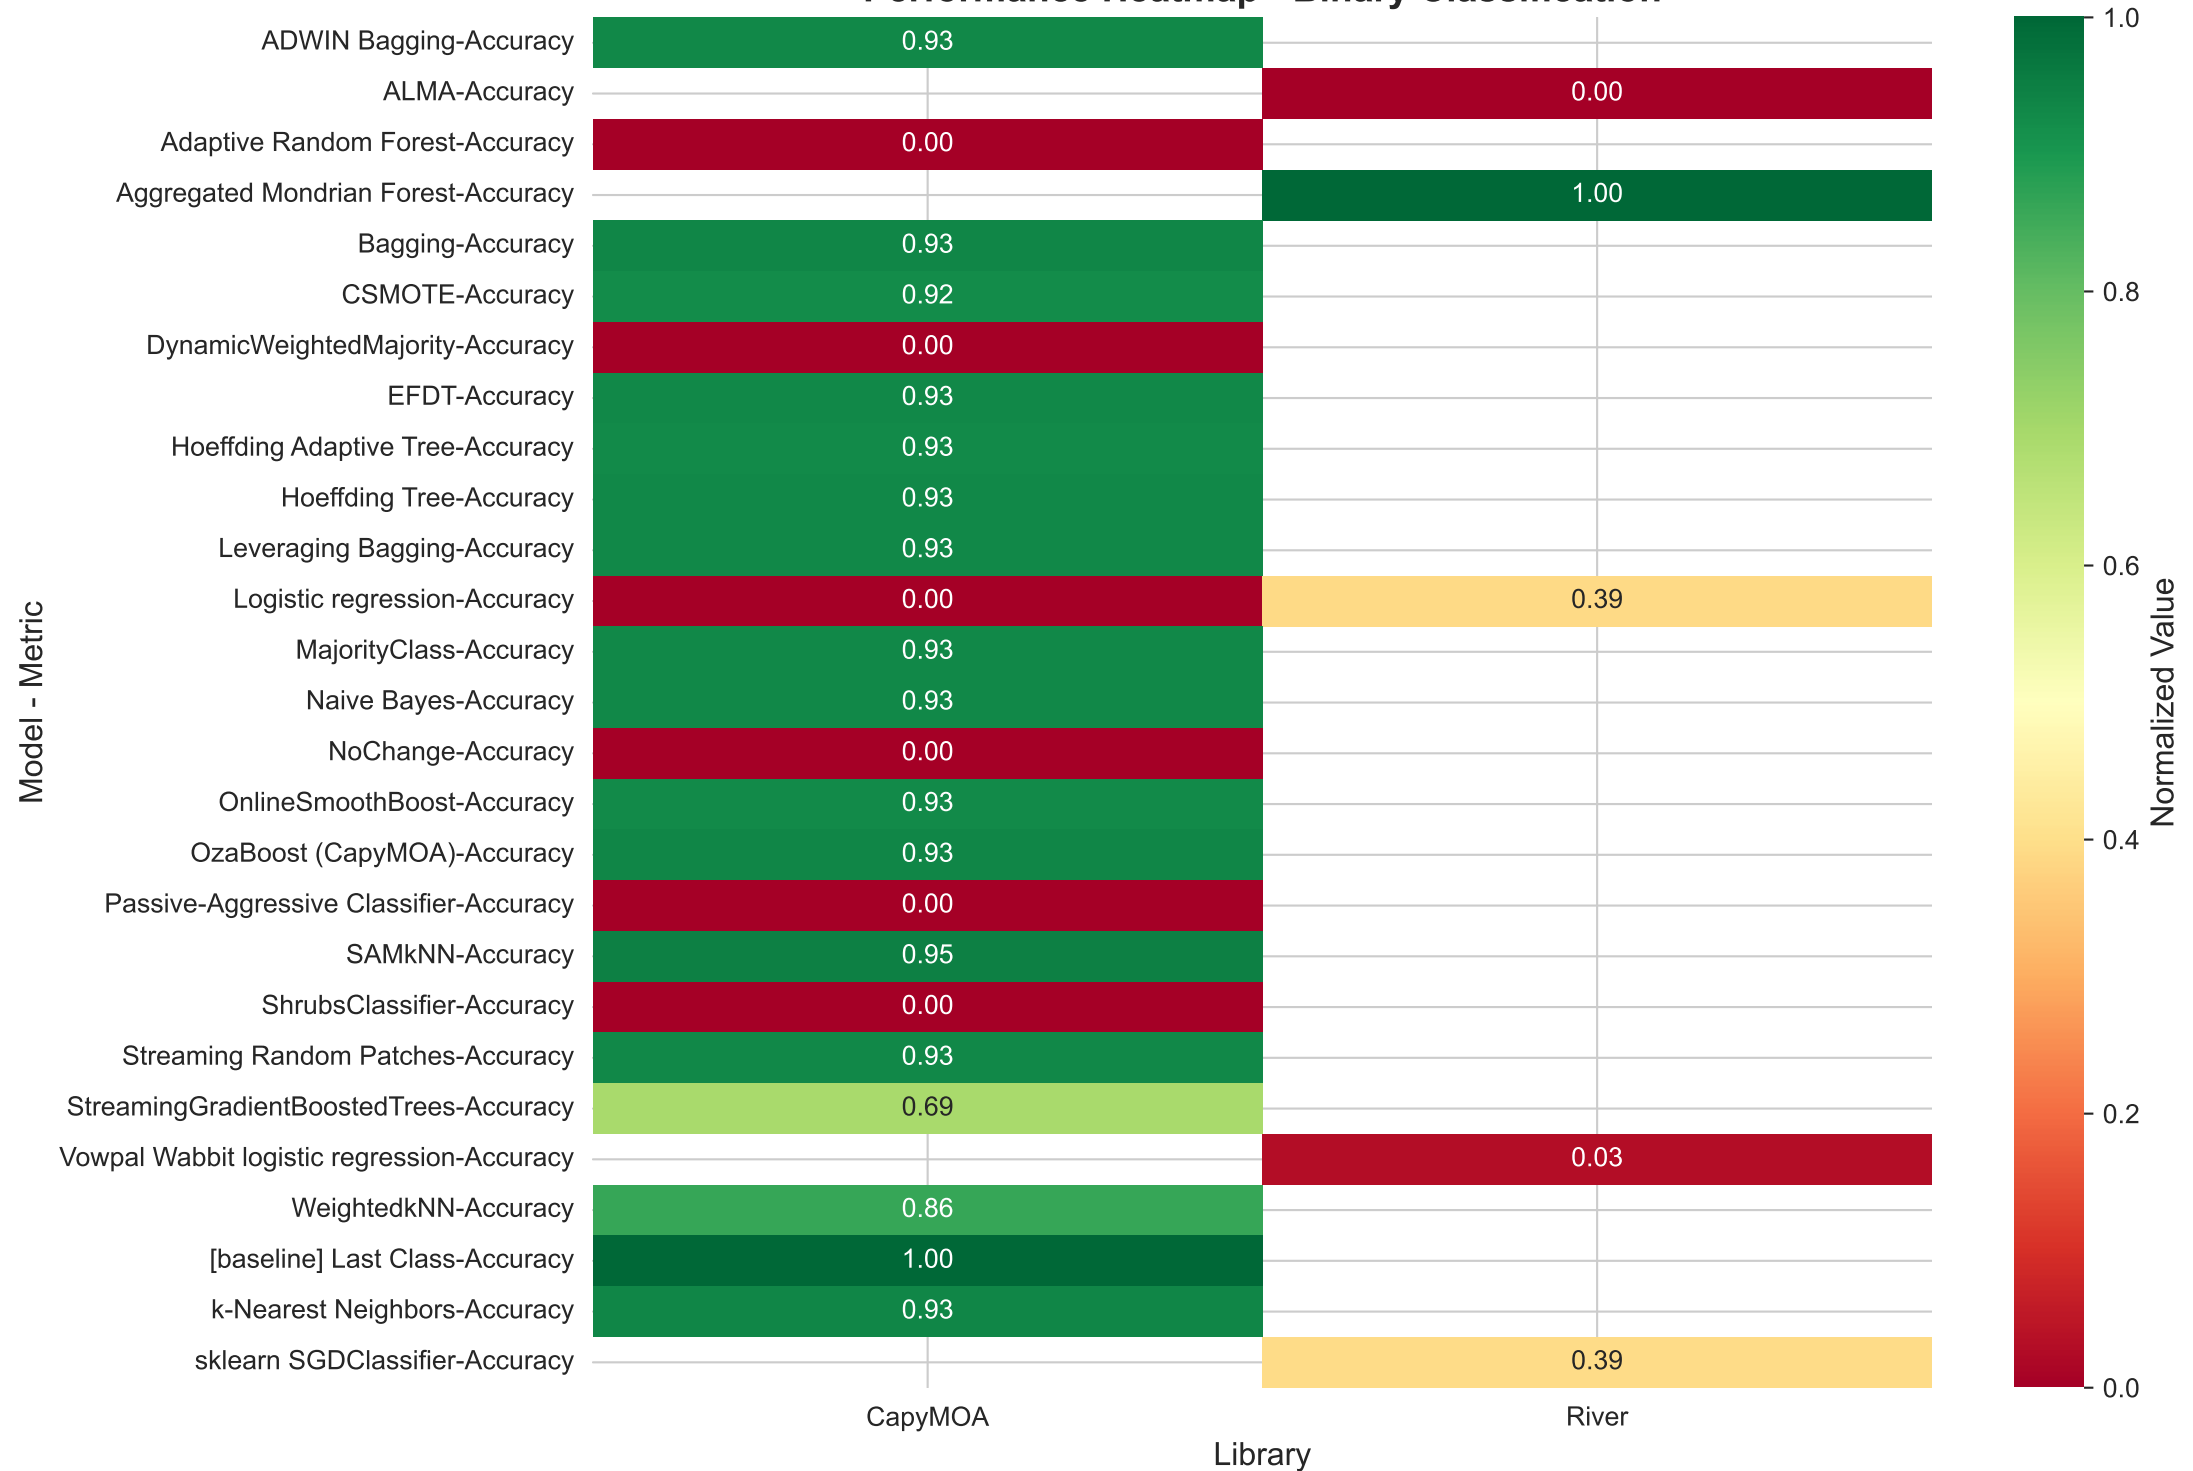 Performance Heatmap - Binary Classification
ADWIN Bagging-Accuracy 0.93
ALMA-Accuracy 0.00
Adaptive Random Forest-Accuracy 0.00
Aggregated Mondrian Forest-Accuracy 1.00
Bagging-Accuracy 0.93
CSMOTE-Accuracy 0.92
DynamicWeightedMajority-Accuracy 0.00
EFDT-Accuracy 0.93
Hoeffding Adaptive Tree-Accuracy 0.93
Hoeffding Tree-Accuracy 0.93
Leveraging Bagging-Accuracy 0.93
Logistic regression-Accuracy 0.00 0.39
MajorityClass-Accuracy 0.93
Naive Bayes-Accuracy 0.93
NoChange-Accuracy 0.00
OnlineSmoothBoost-Accuracy 0.93
OzaBoost (CapyMOA)-Accuracy 0.93
Passive-Aggressive Classifier-Accuracy 0.00
SAMkNN-Accuracy 0.95
ShrubsClassifier-Accuracy 0.00
Streaming Random Patches-Accuracy 0.93
StreamingGradientBoostedTrees-Accuracy 0.69
Vowpal Wabbit logistic regression-Accuracy 0.03
WeightedkNN-Accuracy 0.86
[baseline] Last Class-Accuracy 1.00
k-Nearest Neighbors-Accuracy 0.93
sklearn SGDClassifier-Accuracy 0.39
CapyMOA River
Library
Model - Metric
1.0
0.8
0.6
0.4
0.2
0.0
Normalized Value